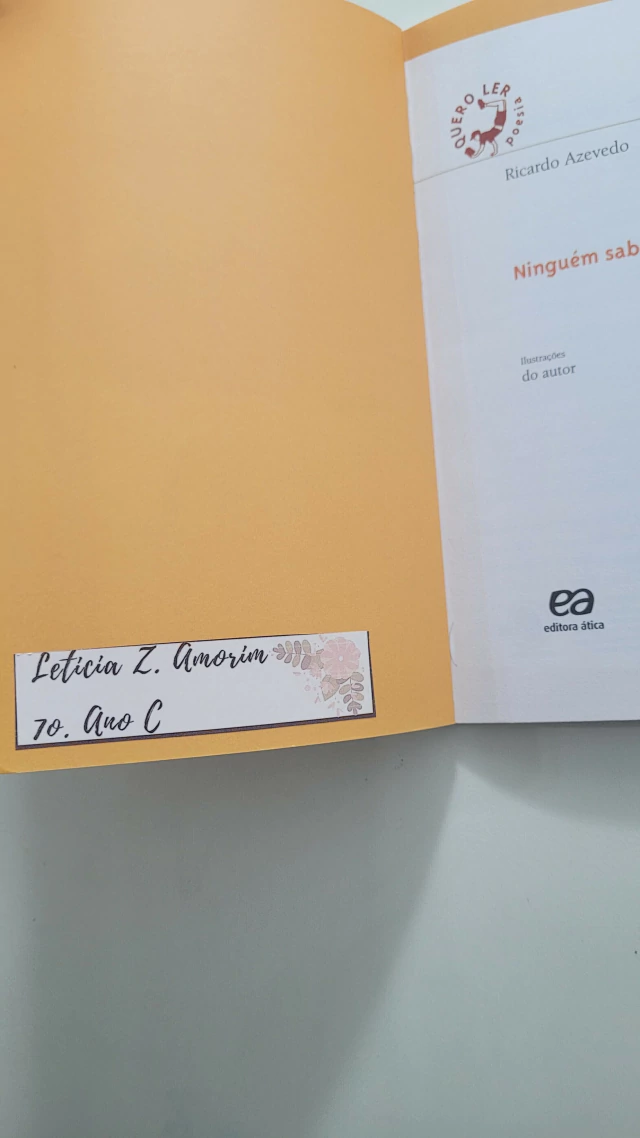 QUERO LER
poesia
Ricardo Azevedo
Ninguém sab
Ilustrações
do autor
ea
editora ática
Letícia Z. Amorim
7o. Ano C